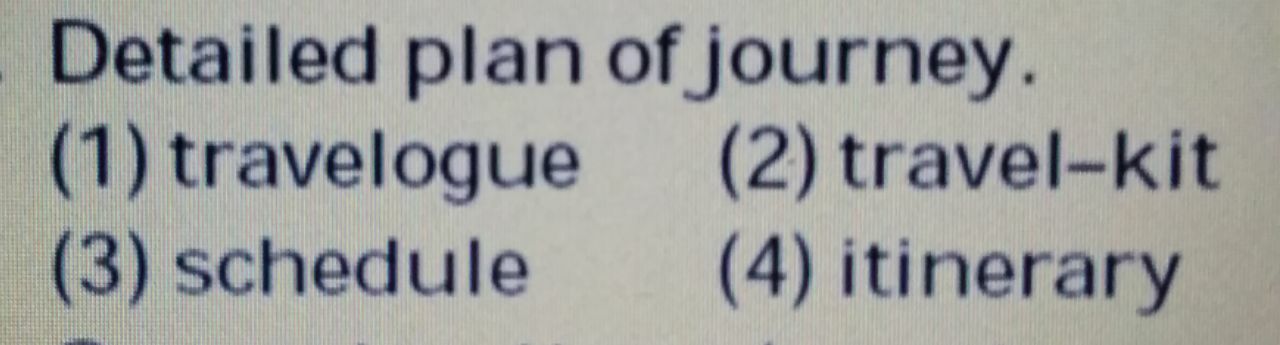 Detailed plan of journey.
(1) travelogue (2) travel–kit
(3) schedule (4) itinerary